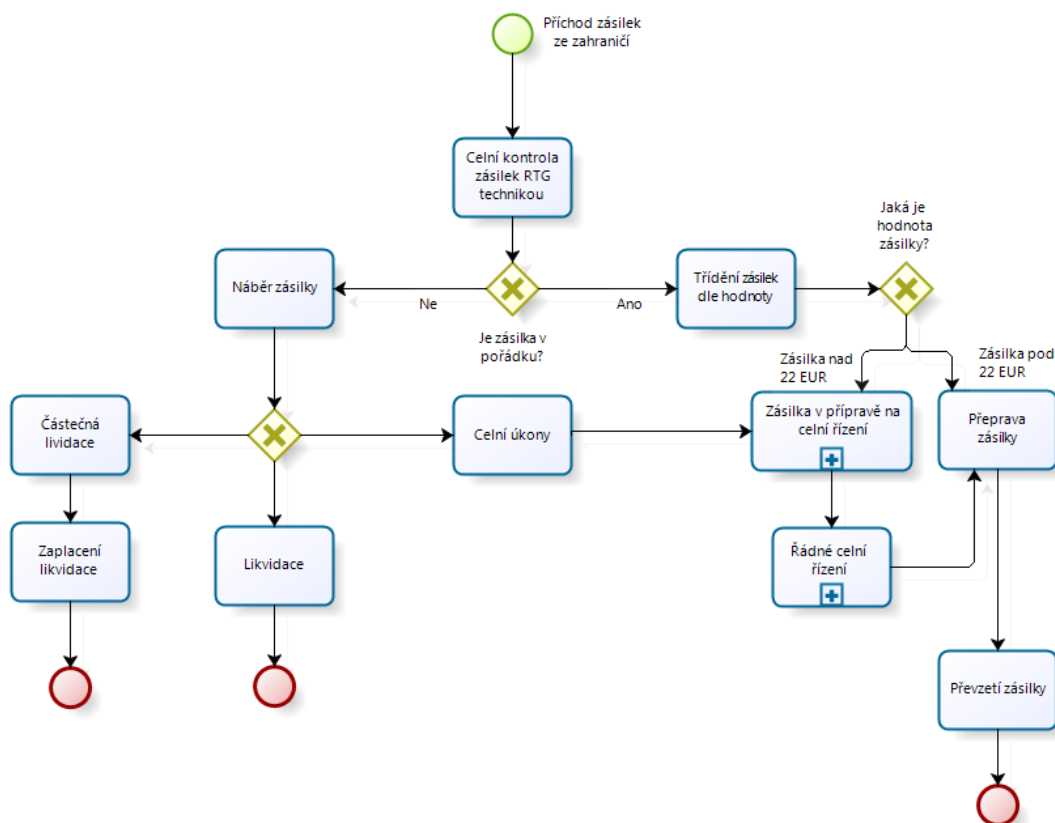 Příchod zásilek
ze zahraničí
Celní kontrola
zásilek RTG
technikou
Jaká je
hodnota
zásilky?
Náběr zásilky
Ne
Ano
Třídění zásilek
dle hodnoty
Je zásilka v
pořádku?
Zásilka nad
22 EUR
Zásilka pod
22 EUR
Částečná
lividace
Celní úkony
Zásilka v přípravě na
celní řízení
Přeprava
zásilky
Zaplacení
likvidace
Likvidace
Řádné celní
řízení
Převzetí zásilky